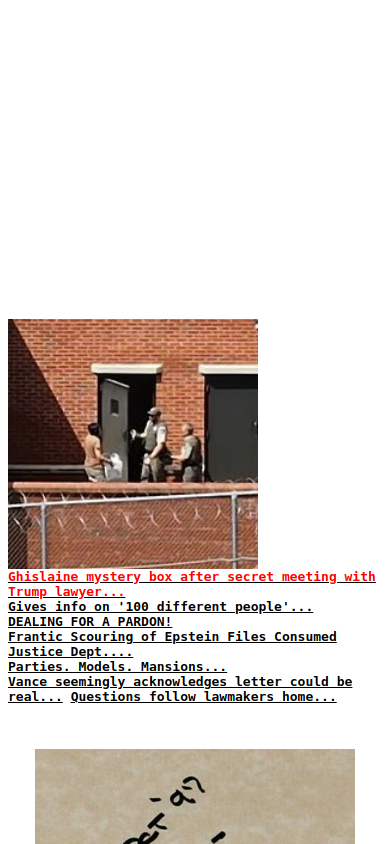 Ghislaine mystery box after secret meeting with
Trump lawyer...
Gives info on '100 different people'...
DEALING FOR A PARDON!
Frantic Scouring of Epstein Files Consumed
Justice Dept....
Parties. Models. Mansions...
Vance seemingly acknowledges letter could be
real... Questions follow lawmakers home...